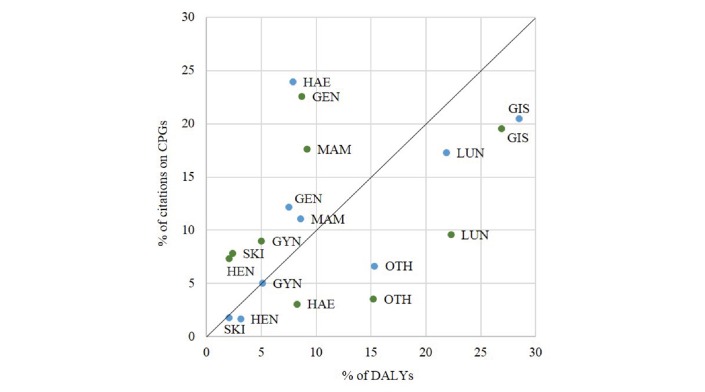 30
25
20
15
10
5
0
% of citations on CPGs
HAE
GEN
GIS
GIS
MAM
LUN
GEN
MAM
GYN
LUN
SKI
HEN
OTH
GYN
HAE
OTH
HEN
SKI
0 5 10 15 20 25 30
% of DALYs